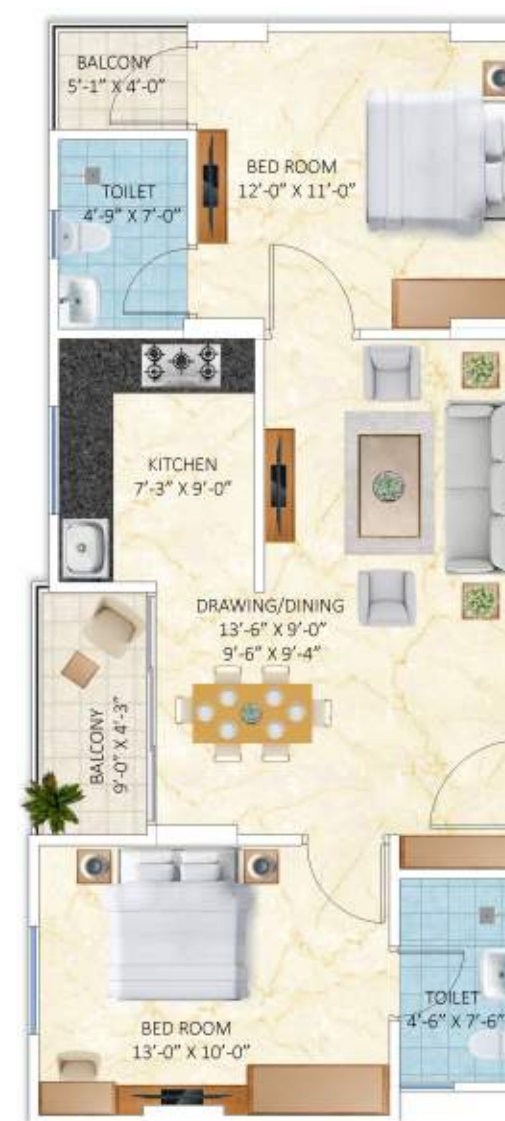 BALCONY
5'-1" X 4'-0"
TOILET
4'-9" X 7'-0"
BED ROOM
12'-0" X 11'-0"
KITCHEN
7'-3" X 9'-0"
DRAWING/DINING
13'-6" X 9'-0"
9'-6" X 9'-4"
BALCONY
9'-0" X 4'-3"
BED ROOM
13'-0" X 10'-0"
TOILET
4'-6" X 7'-6"